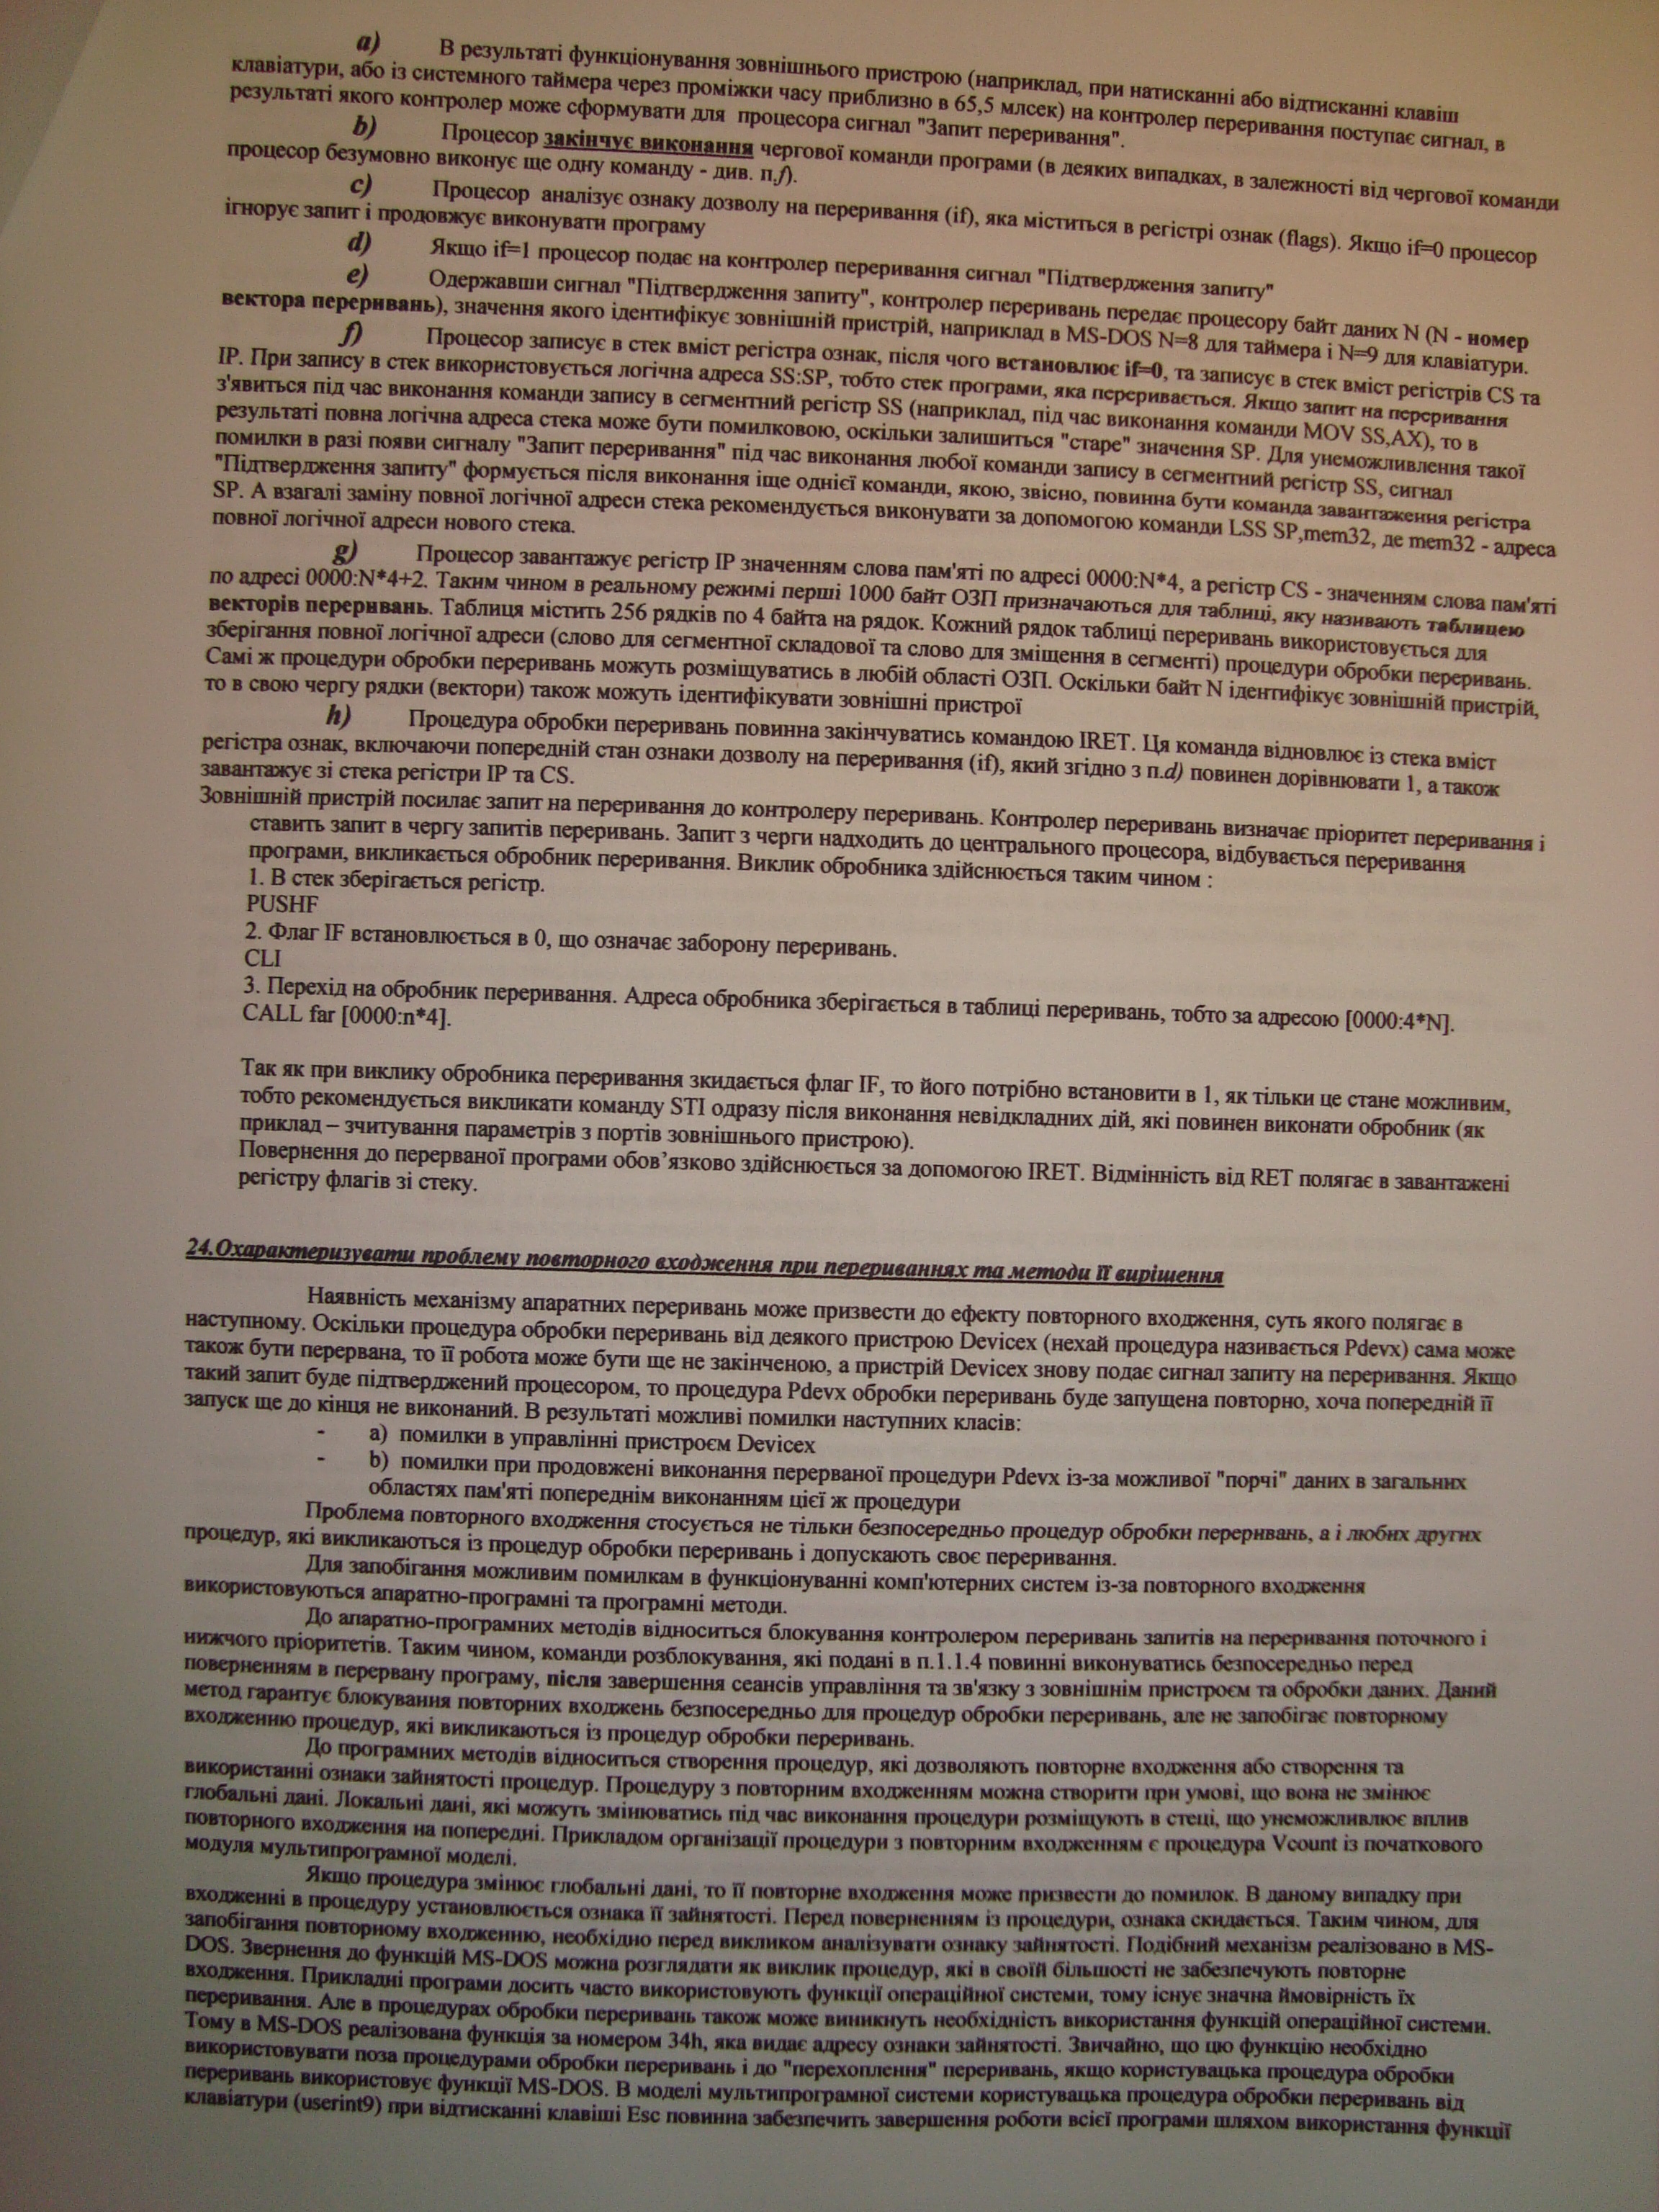 a) В результаті функціонування зовнішнього пристрою (наприклад, при натисканні або відтисканні клавіш
клавіатури, або із системного таймера через проміжки часу приблизно в 65,5 млсек) на контролер переривання поступає сигнал, в
результаті якого контролер може сформувати для процесора сигнал "Запит переривання".
b) Процесор закінчує виконання чергової команди програми (в деяких випадках, в залежності від чергової команди
процесор безумовно виконує ще одну команду - див. п.f).
c) Процесор аналізує ознаку дозволу на переривання (if), яка міститься в регістрі ознак (flags). Якщо if=0 процесор
ігнорує запит і продовжує виконувати програму
d) Якщо if=1 процесор подає на контролер переривання сигнал "Підтвердження запиту"
e) Одержавши сигнал "Підтвердження запиту", контролер переривань передає процесору байт даних N (N - номер
вектора переривань), значення якого ідентифікує зовнішній пристрій, наприклад в MS-DOS N=8 для таймера і N=9 для клавіатури.
f) Процесор записує в стек вміст регістра ознак, після чого встановлює if=0, та записує в стек вміст регістрів CS та
IP. При запису в стек використовується логічна адреса SS:SP, тобто стек програми, яка переривається. Якщо запит на переривання
з'явиться під час виконання команди запису в сегментний регістр SS (наприклад, під час виконання команди MOV SS,AX), то в
результаті повна логічна адреса стека може бути помилковою, оскільки залишиться "старе" значення SP. Для унеможливлення такої
помилки в разі появи сигналу "Запит переривання" під час виконання любої команди запису в сегментний регістр SS, сигнал
"Підтвердження запиту" формується після виконання іще однієї команди, якою, звісно, повинна бути команда завантаження регістра
SP. А взагалі заміну повної логічної адреси стека рекомендується виконувати за допомогою команди LSS SP,mem32, де mem32 - адреса
повної логічної адреси нового стека.
g) Процесор завантажує регістр IP значенням слова пам'яті по адресі 0000:N*4, а регістр CS - значенням слова пам'яті
по адресі 0000:N*4+2. Таким чином в реальному режимі перші 1000 байт ОЗП призначаються для таблиці, яку називають таблицею
векторів переривань. Таблиця містить 256 рядків по 4 байта на рядок. Кожний рядок таблиці переривань використовується для
зберігання повної логічної адреси (слово для сегментної складової та слово для зміщення в сегменті) процедури обробки переривань.
Самі ж процедури обробки переривань можуть розміщуватись в любій області ОЗП. Оскільки байт N ідентифікує зовнішній пристрій,
то в свою чергу рядки (вектори) також можуть ідентифікувати зовнішні пристрої
h) Процедура обробки переривань повинна закінчуватись командою IRET. Ця команда відновлює із стека вміст
регістра ознак, включаючи попередній стан ознаки дозволу на переривання (if), який згідно з п.d) повинен дорівнювати 1, а також
завантажує зі стека регістри IP та CS.
Зовнішній пристрій посилає запит на переривання до контролеру переривань. Контролер переривань визначає пріоритет переривання і
ставить запит в чергу запитів переривань. Запит з черги надходить до центрального процесора, відбувається переривання
програми, викликається обробник переривання. Виклик обробника здійснюється таким чином :
1. В стек зберігається регістр.
PUSHF
2. Флаг IF встановлюється в 0, що означає заборону переривань.
CLI
3. Перехід на обробник переривання. Адреса обробника зберігається в таблиці переривань, тобто за адресою [0000:4*N].
CALL far [0000:n*4].
Так як при виклику обробника переривання зкидається флаг IF, то його потрібно встановити в 1, як тільки це стане можливим,
тобто рекомендується викликати команду STI одразу після виконання невідкладних дій, які повинен виконати обробник (як
приклад – зчитування параметрів з портів зовнішнього пристрою).
Повернення до перерваної програми обов’язково здійснюється за допомогою IRET. Відмінність від RET полягає в завантажені
регістру флагів зі стеку.
24.Охарактеризувати проблему повторного входження при перериваннях та методи її вирішення
Наявність механізму апаратних переривань може призвести до ефекту повторного входження, суть якого полягає в
наступному. Оскільки процедура обробки переривань від деякого пристрою Devicex (нехай процедура називається Pdevx) сама може
також бути перервана, то її робота може бути ще не закінченою, а пристрій Devicex знову подає сигнал запиту на переривання. Якщо
такий запит буде підтверджений процесором, то процедура Pdevx обробки переривань буде запущена повторно, хоча попередній її
запуск ще до кінця не виконаний. В результаті можливі помилки наступних класів:
- a) помилки в управлінні пристроєм Devicex
- b) помилки при продовжені виконання перерваної процедури Pdevx із-за можливої "порчі" даних в загальних
областях пам'яті попереднім виконанням цієї ж процедури
Проблема повторного входження стосується не тільки безпосередньо процедур обробки переривань, а і любих других
процедур, які викликаються із процедур обробки переривань і допускають своє переривання.
Для запобігання можливим помилкам в функціонуванні комп'ютерних систем із-за повторного входження
використовуються апаратно-програмні та програмні методи.
До апаратно-програмних методів відноситься блокування контролером переривань запитів на переривання поточного і
нижчого пріоритетів. Таким чином, команди розблокування, які подані в п.1.1.4 повинні виконуватись безпосередньо перед
поверненням в перервану програму, після завершення сеансів управління та зв'язку з зовнішнім пристроєм та обробки даних. Даний
метод гарантує блокування повторних входжень безпосередньо для процедур обробки переривань, але не запобігає повторному
входженню процедур, які викликаються із процедур обробки переривань.
До програмних методів відноситься створення процедур, які дозволяють повторне входження або створення та
використанні ознаки зайнятості процедур. Процедуру з повторним входженням можна створити при умові, що вона не змінює
глобальні дані. Локальні дані, які можуть змінюватись під час виконання процедури розміщують в стеці, що унеможливлює вплив
повторного входження на попередні. Прикладом організації процедури з повторним входженням є процедура Vcount із початкового
модуля мультипрограмної моделі.
Якщо процедура змінює глобальні дані, то її повторне входження може призвести до помилок. В даному випадку при
входженні в процедуру установлюється ознака її зайнятості. Перед поверненням із процедури, ознака скидається. Таким чином, для
запобігання повторному входженню, необхідно перед викликом аналізувати ознаку зайнятості. Подібний механізм реалізовано в MS-
DOS. Звернення до функцій MS-DOS можна розглядати як виклик процедур, які в своїй більшості не забезпечують повторне
входження. Прикладні програми досить часто використовують функції операційної системи, тому існує значна ймовірність їх
переривання. Але в процедурах обробки переривань також може виникнуть необхідність використання функцій операційної системи.
Тому в MS-DOS реалізована функція за номером 34h, яка видає адресу ознаки зайнятості. Звичайно, що цю функцію необхідно
використовувати поза процедурами обробки переривань і до "перехоплення" переривань, якщо користувацька процедура обробки
переривань використовує функції MS-DOS. В моделі мультипрограмної системи користувацька процедура обробки переривань від
клавіатури (userint9) при відтисканні клавіші Esc повинна забезпечить завершення роботи всієї програми шляхом використання функції